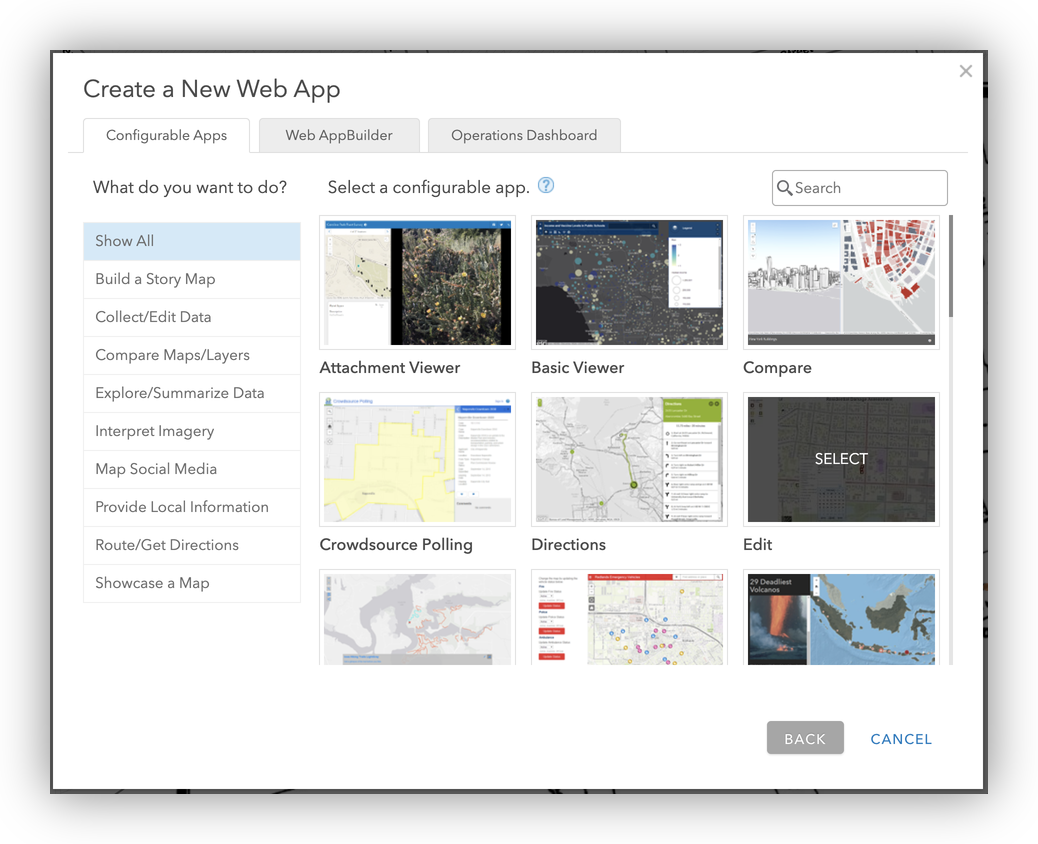 Create a New Web App
Configurable Apps
Web AppBuilder
Operations Dashboard
What do you want to do?
Select a configurable app.
?
Search
Show All
Build a Story Map
Collect/Edit Data
Compare Maps/Layers
Explore/Summarize Data
Interpret Imagery
Map Social Media
Provide Local Information
Route/Get Directions
Showcase a Map
Attachment Viewer
Basic Viewer
Compare
Crowdsource Polling
Directions
SELECT
Edit
29 Deadliest
Volcanos
BACK
CANCEL